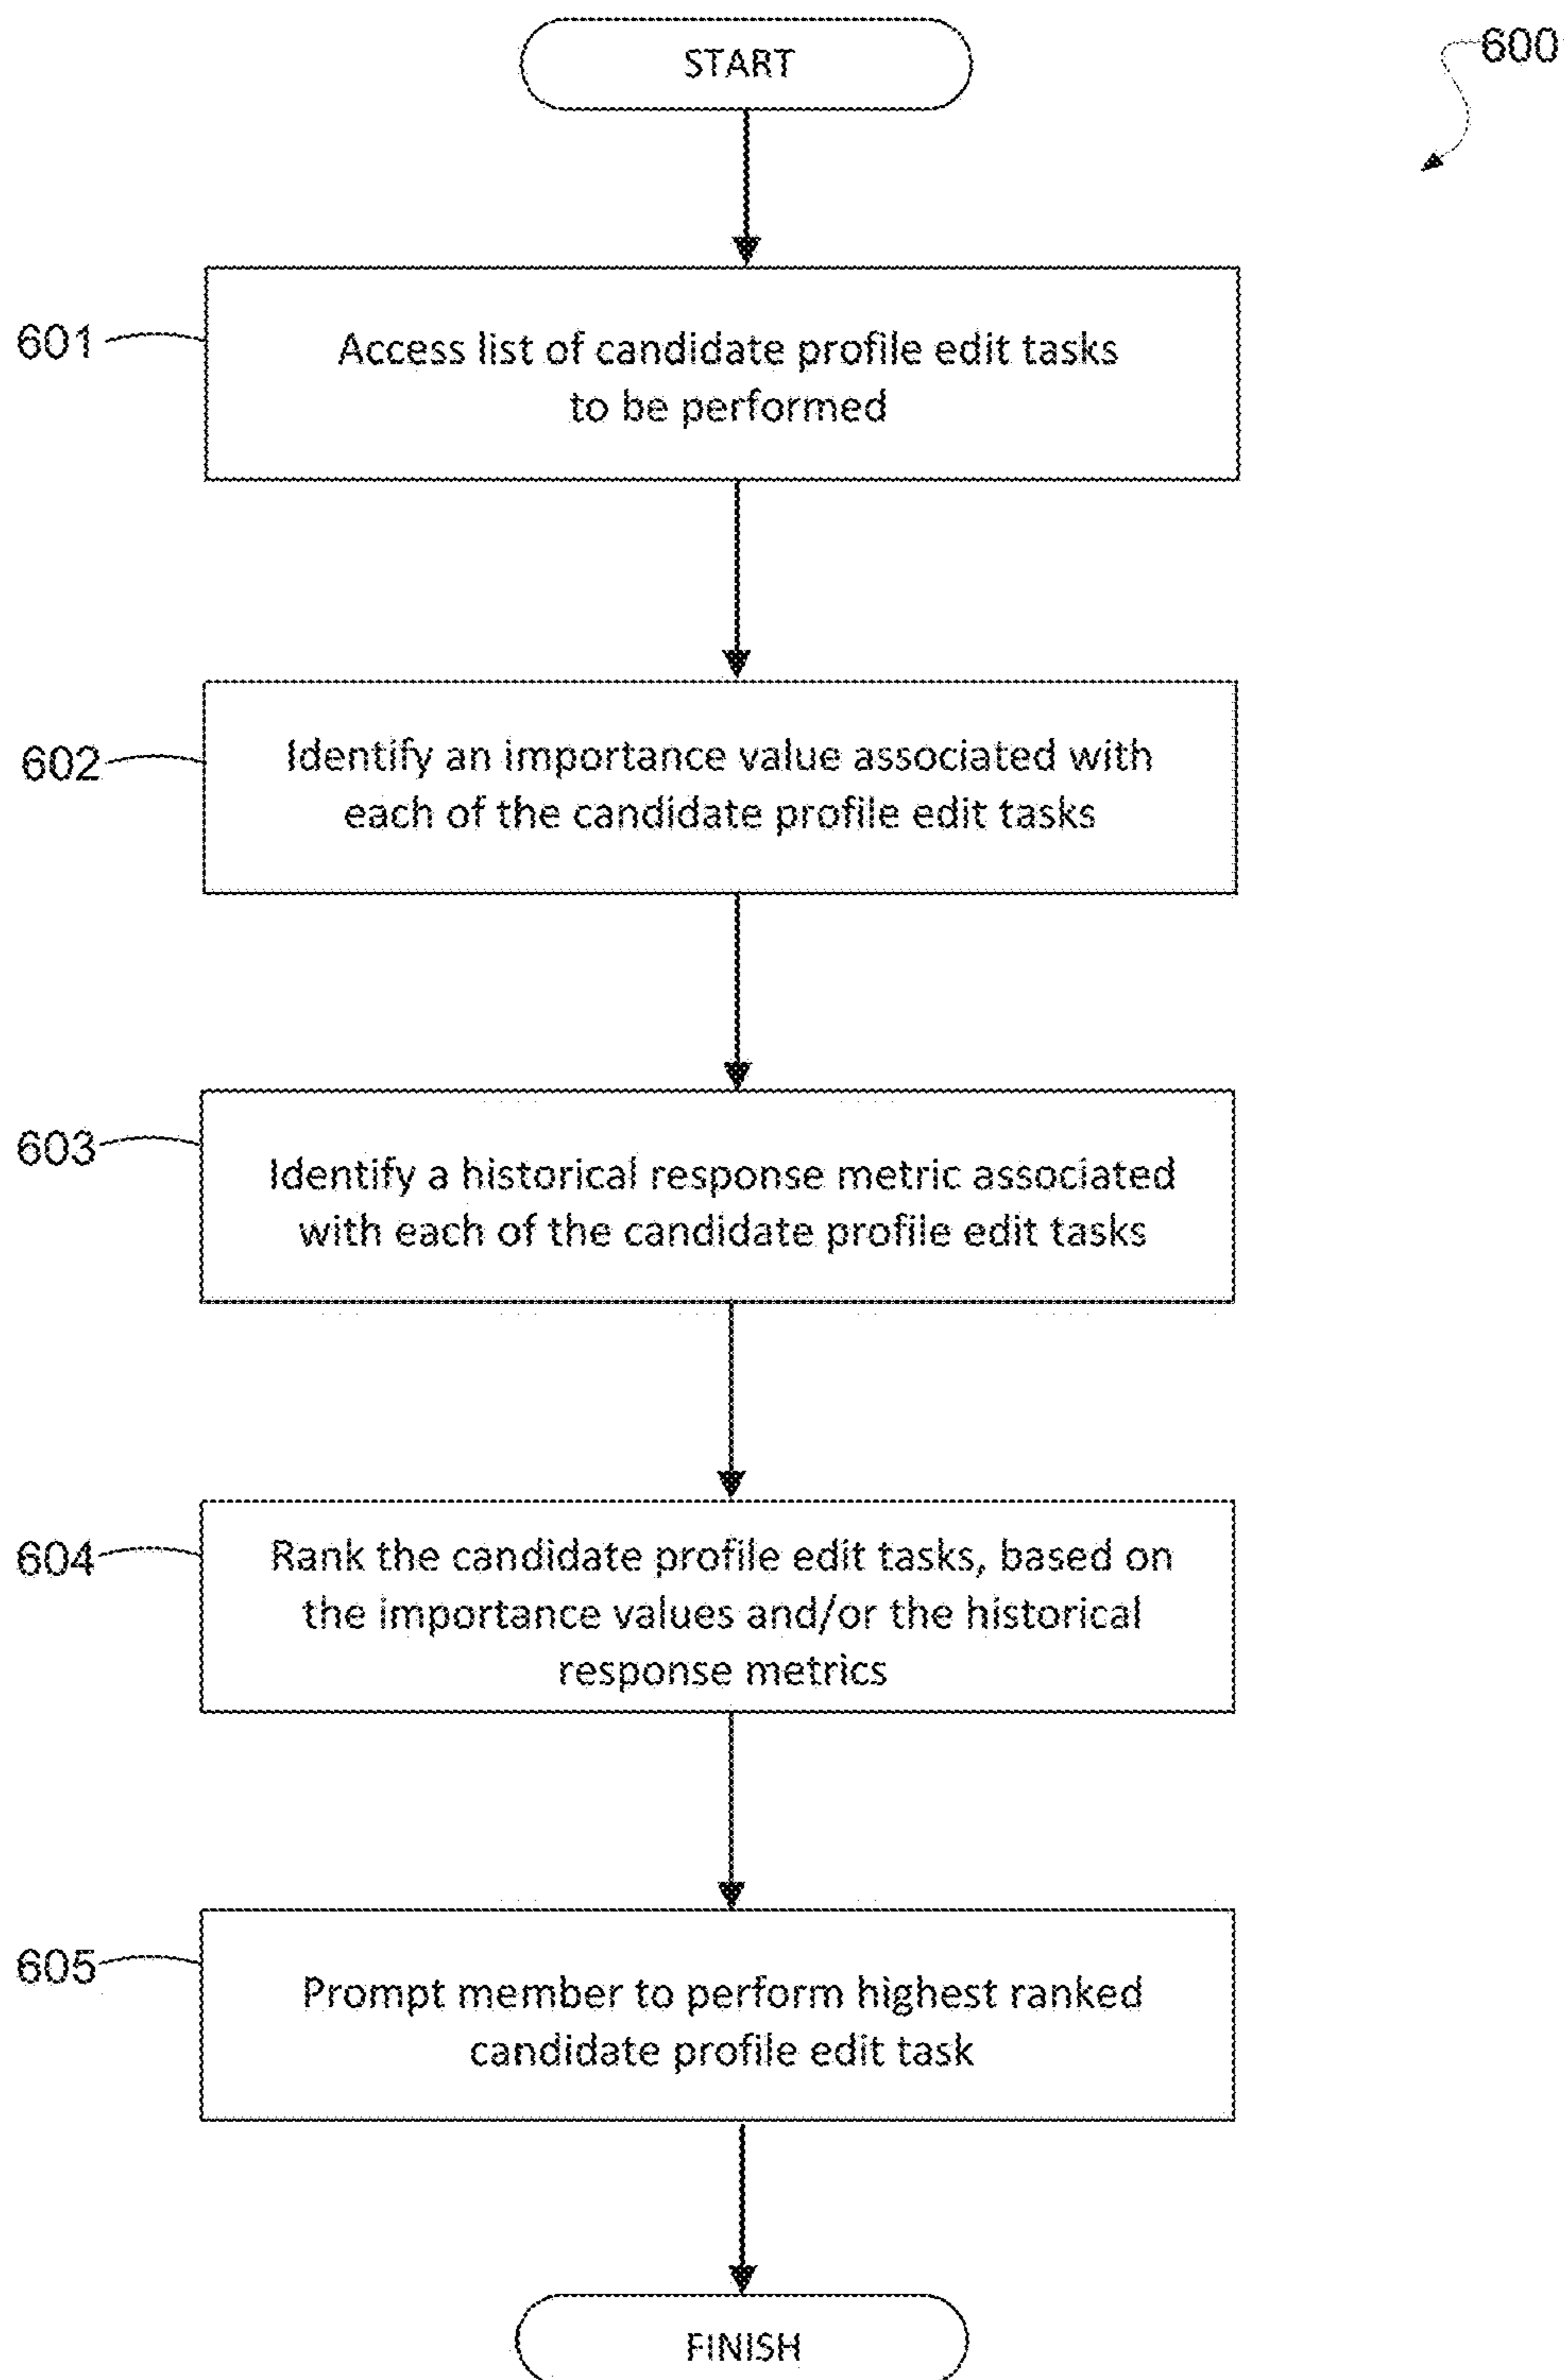 START
600
601
Access list of candidate profile edit tasks
to be performed
602
Identify an importance value associated with
each of the candidate profile edit tasks
603
Identify a historical response metric associated
with each of the candidate profile edit tasks
604
Rank the candidate profile edit tasks, based on
the importance values and/or the historical
response metrics
605
Prompt member to perform highest ranked
candidate profile edit task
FINISH